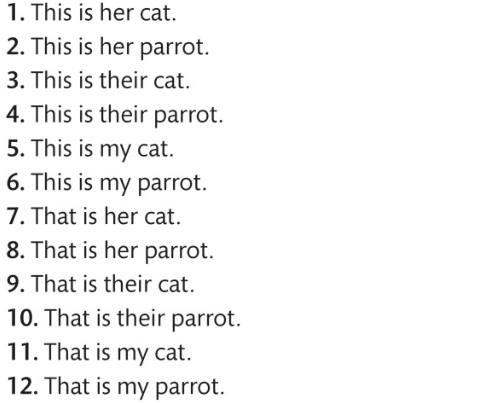 1. This is her cat.
2. This is her parrot.
3. This is their cat.
4. This is their parrot.
5. This is my cat.
6. This is my parrot.
7. That is her cat.
8. That is her parrot.
9. That is their cat.
10. That is their parrot.
11. That is my cat.
12. That is my parrot.